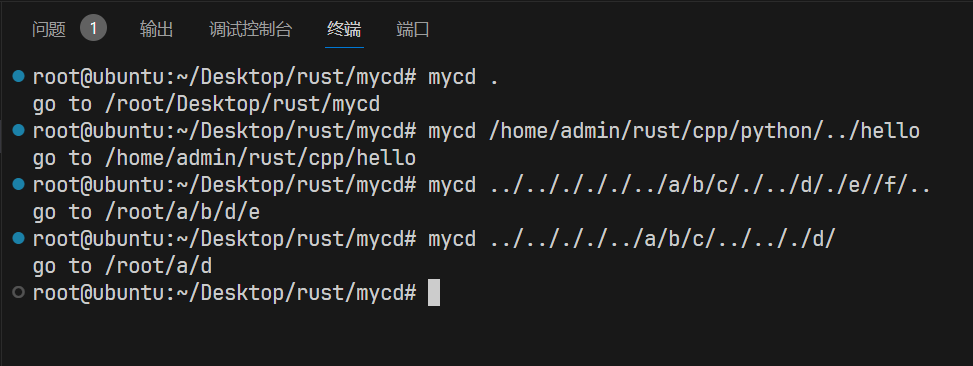 问题 1 输出 调试控制台 终端 端口
root@ubuntu:~/Desktop/rust/mycd# mycd .
go to /root/Desktop/rust/mycd
root@ubuntu:~/Desktop/rust/mycd# mycd /home/admin/rust/cpp/python/../hello
go to /home/admin/rust/cpp/hello
root@ubuntu:~/Desktop/rust/mycd# mycd ../../././././../a/b/c/./../d/./e//f/..
go to /root/a/b/d/e
root@ubuntu:~/Desktop/rust/mycd# mycd ../.././././../a/b/c/../.././d/
go to /root/a/d
root@ubuntu:~/Desktop/rust/mycd#